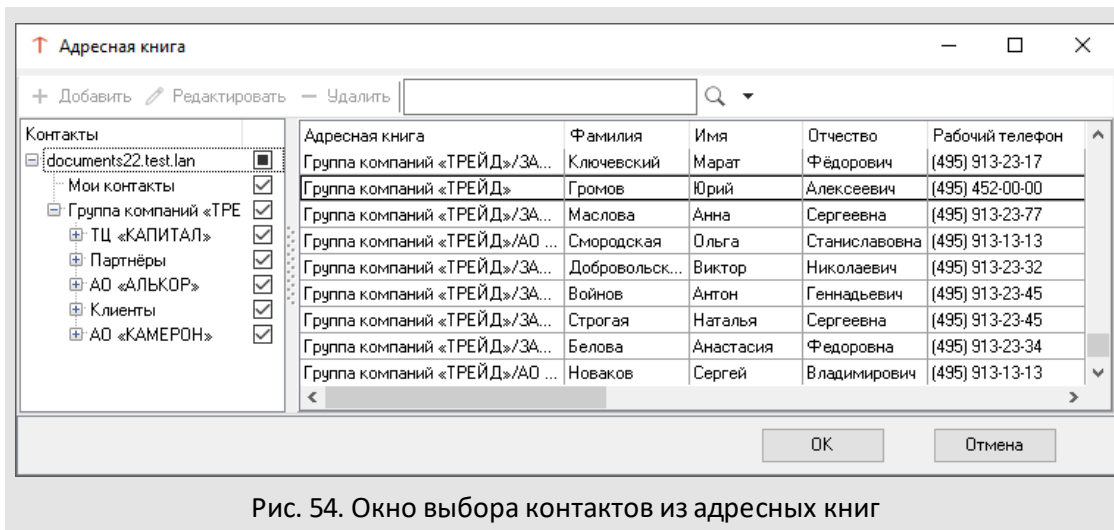 Адресная книга
Добавить Редактировать Удалить
Контакты
documents22.test.lan
Мои контакты
Группа компаний «ТРЕ
ТЦ «КАПИТАЛ»
Партнёры
АО «АЛЬКОР»
Клиенты
АО «КАМЕРОН»
Адресная книга Фамилия Имя Отчество Рабочий телефон
Группа компаний «ТРЕЙД»/ЗА... Ключевский Марат Фёдорович (495) 913-23-17
Группа компаний «ТРЕЙД» Громов Юрий Алексеевич (495) 452-00-00
Группа компаний «ТРЕЙД»/ЗА... Маслова Анна Сергеевна (495) 913-23-77
Группа компаний «ТРЕЙД»/АО ... Смородская Ольга Станиславовна (495) 913-13-13
Группа компаний «ТРЕЙД»/ЗА... Добровольск... Виктор Николаевич (495) 913-23-32
Группа компаний «ТРЕЙД»/ЗА... Войнов Антон Геннадьевич (495) 913-23-45
Группа компаний «ТРЕЙД»/ЗА... Строгая Наталья Сергеевна (495) 913-23-45
Группа компаний «ТРЕЙД»/ЗА... Белова Анастасия Федоровна (495) 913-23-34
Группа компаний «ТРЕЙД»/АО ... Новаков Сергей Владимирович (495) 913-13-13
OK Отмена
Рис. 54. Окно выбора контактов из адресных книг